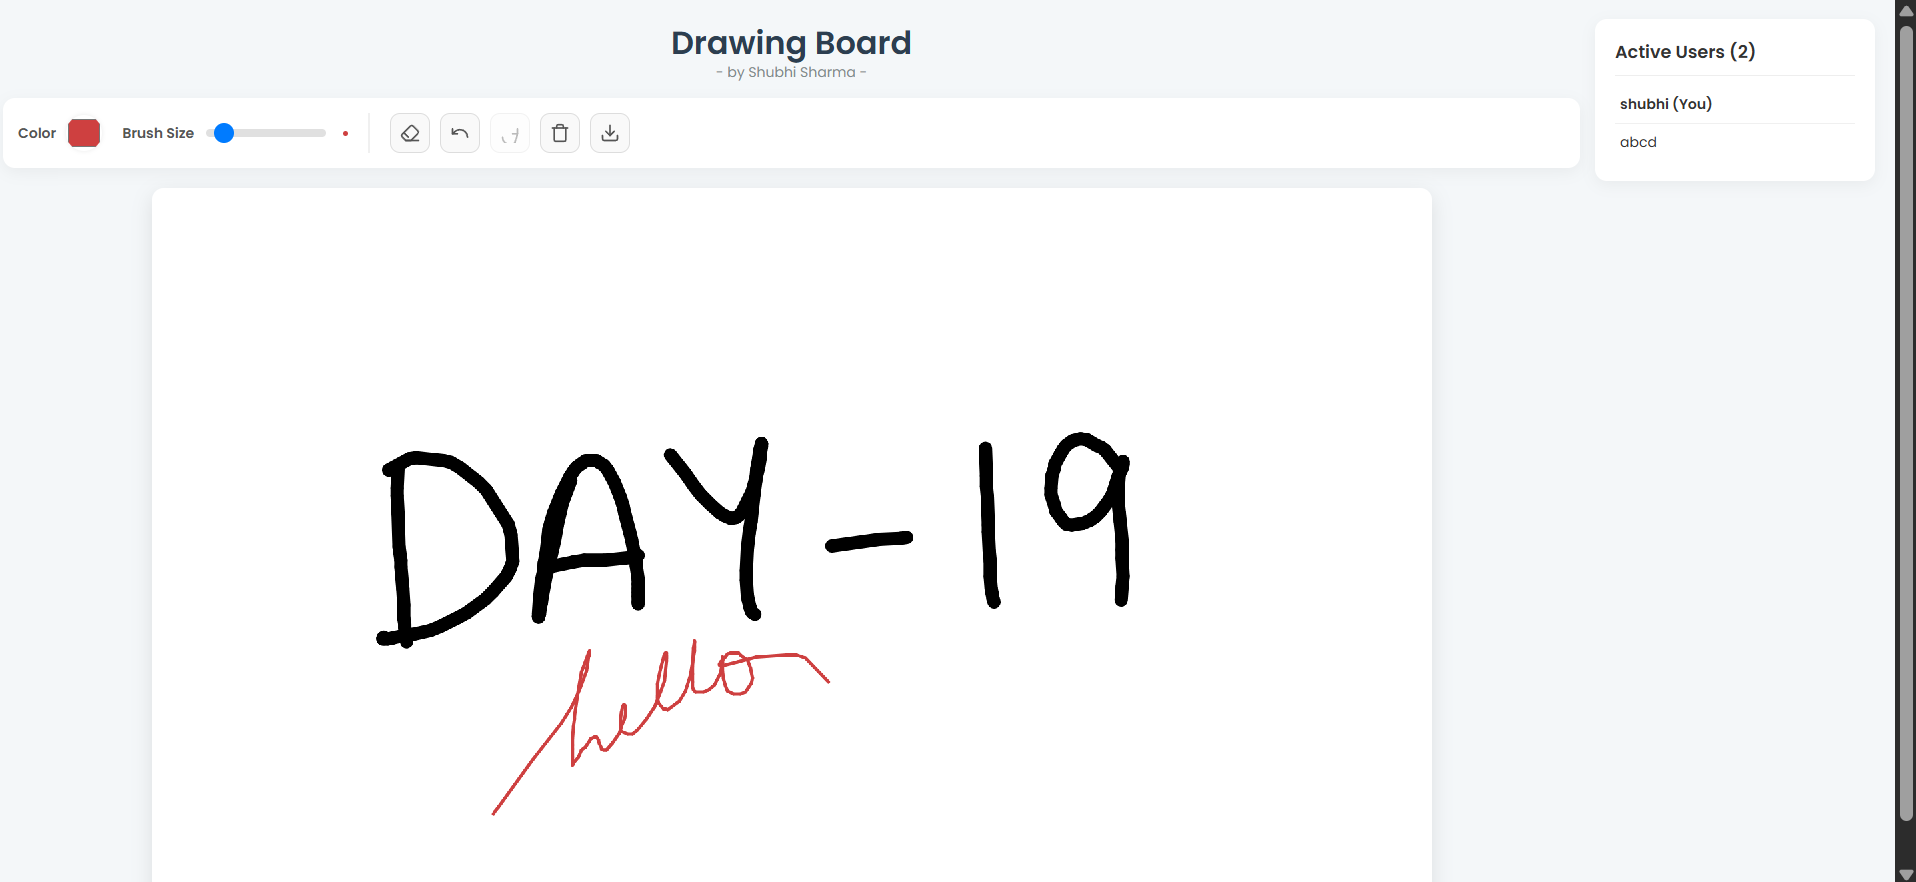 Drawing Board
- by Shubhi Sharma -
Active Users (2)
shubhi (You)
abcd
Color
Brush Size
DAY-19
hello